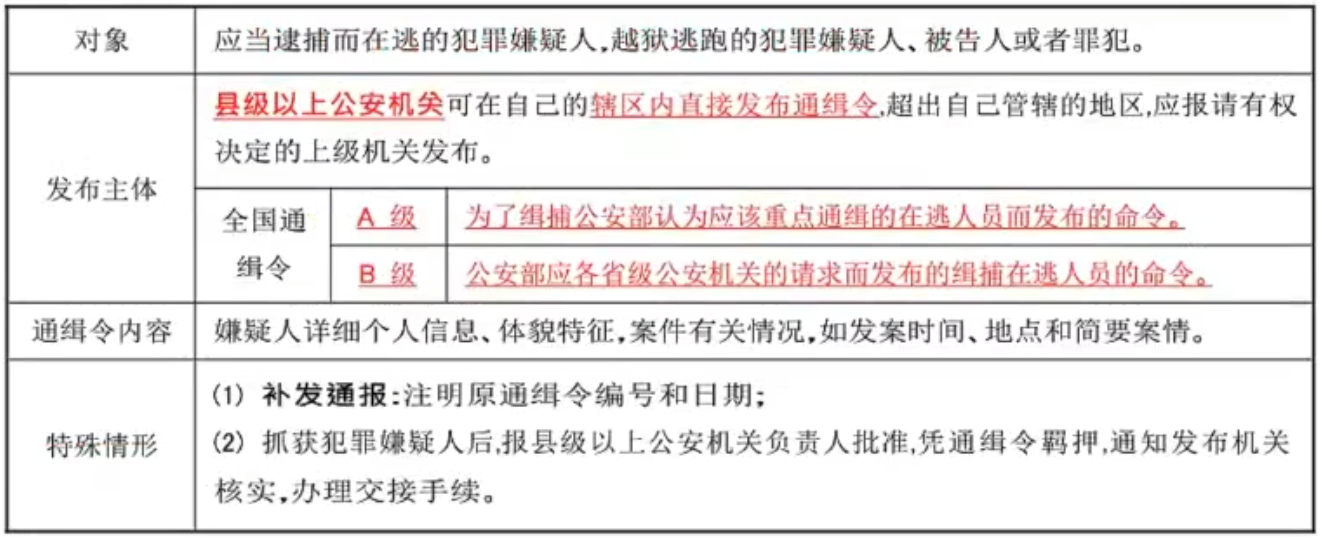 对象
应当逮捕而在逃的犯罪嫌疑人,越狱逃跑的犯罪嫌疑人、被告人或者罪犯。
发布主体
县级以上公安机关可在自己的辖区内直接发布通缉令,超出自己管辖的地区,应报请有权
决定的上级机关发布。
全国通
缉令
A 级
为了缉捕公安部认为应该重点通缉的在逃人员而发布的命令。
B 级
公安部应各省级公安机关的请求而发布的缉捕在逃人员的命令。
通缉令内容
嫌疑人详细个人信息、体貌特征,案件有关情况,如发案时间、地点和简要案情。
特殊情形
(1) 补发通报:注明原通缉令编号和日期;
(2) 抓获犯罪嫌疑人后,报县级以上公安机关负责人批准,凭通缉令羁押,通知发布机关
核实,办理交接手续。